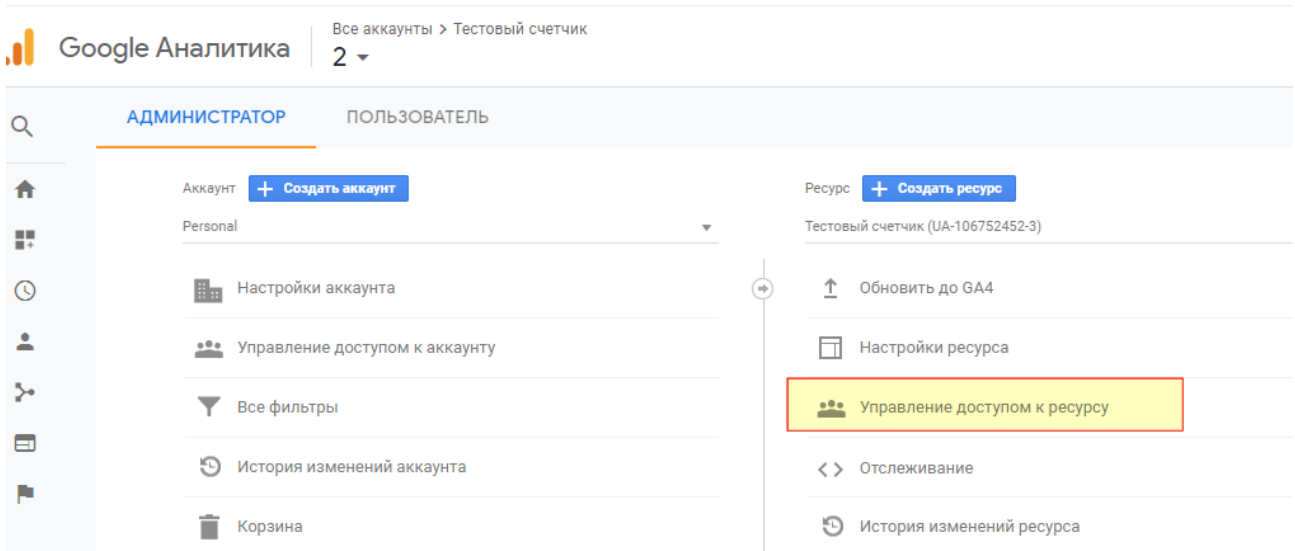 Google Аналитика
Все аккаунты > Тестовый счетчик
2
АДМИНИСТРАТОР
ПОЛЬЗОВАТЕЛЬ
Аккаунт
+ Создать аккаунт
Personal
Настройки аккаунта
Управление доступом к аккаунту
Все фильтры
История изменений аккаунта
Корзина
Ресурс
+ Создать ресурс
Тестовый счетчик (UA-106752452-3)
Обновить до GA4
Настройки ресурса
Управление доступом к ресурсу
Отслеживание
История изменений ресурса